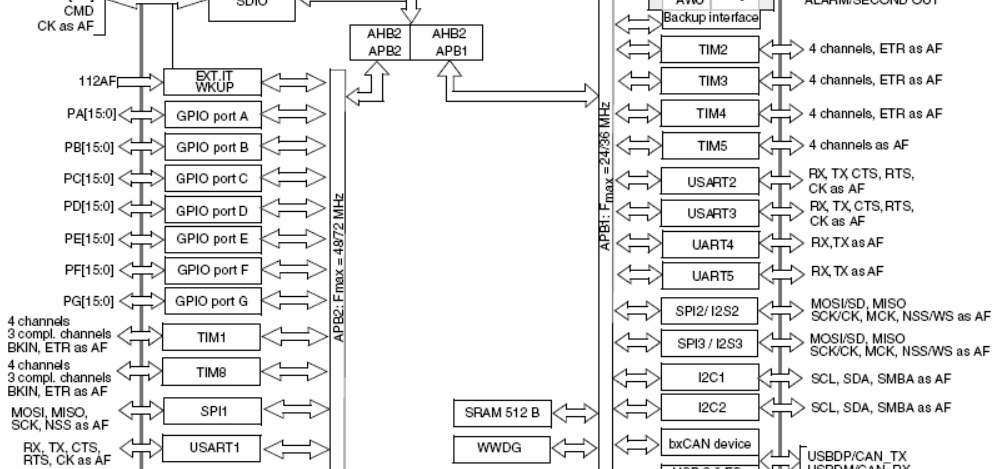 SDIO
CMD
CK as AF
AHB2
APB2
AHB2
APB1
112AF
EXT.IT
WKUP
PA[15:0]
GPIO port A
PB[15:0]
GPIO port B
PC[15:0]
GPIO port C
PD[15:0]
GPIO port D
PE[15:0]
GPIO port E
PF[15:0]
GPIO port F
PG[15:0]
GPIO port G
4 channels
3 compl. channels
BKIN, ETR as AF
TIM1
4 channels
3 compl. channels
BKIN, ETR as AF
TIM8
MOSI, MISO,
SCK, NSS as AF
SPI1
RX, TX, CTS,
RTS, CK as AF
USART1
APB2: Fmax = 48/72 MHz
SRAM 512 B
WWDG
APB1: Fmax = 24/36 MHz
AWU
ALARM/SECOND OUT
Backup interface
TIM2
4 channels, ETR as AF
TIM3
4 channels, ETR as AF
TIM4
4 channels, ETR as AF
TIM5
4 channels as AF
USART2
RX, TX, CTS, RTS,
CK as AF
USART3
RX, TX, CTS, RTS,
CK as AF
UART4
RX,TX as AF
UART5
RX,TX as AF
SPI2/ I2S2
MOSI/SD, MISO
SCK/CK, MCK, NSS/WS as AF
SPI3 / I2S3
MOSI/SD, MISO
SCK/CK, MCK, NSS/WS as AF
I2C1
SCL, SDA, SMBA as AF
I2C2
SCL, SDA, SMBA as AF
bxCAN device
USBDP/CAN_TX
USBDM/CAN_RX